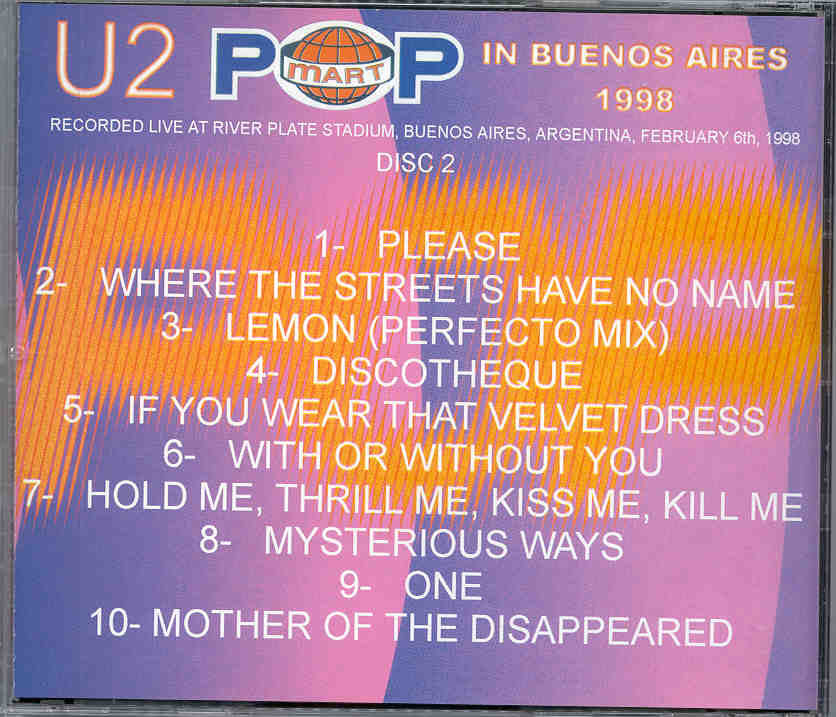 U2 POP MART IN BUENOS AIRES
1998
RECORDED LIVE AT RIVER PLATE STADIUM, BUENOS AIRES, ARGENTINA, FEBRUARY 6th, 1998
DISC 2
1- PLEASE
2- WHERE THE STREETS HAVE NO NAME
3- LEMON (PERFECTO MIX)
4- DISCOTHEQUE
5- IF YOU WEAR THAT VELVET DRESS
6- WITH OR WITHOUT YOU
7- HOLD ME, THRILL ME, KISS ME, KILL ME
8- MYSTERIOUS WAYS
9- ONE
10- MOTHER OF THE DISAPPEARED